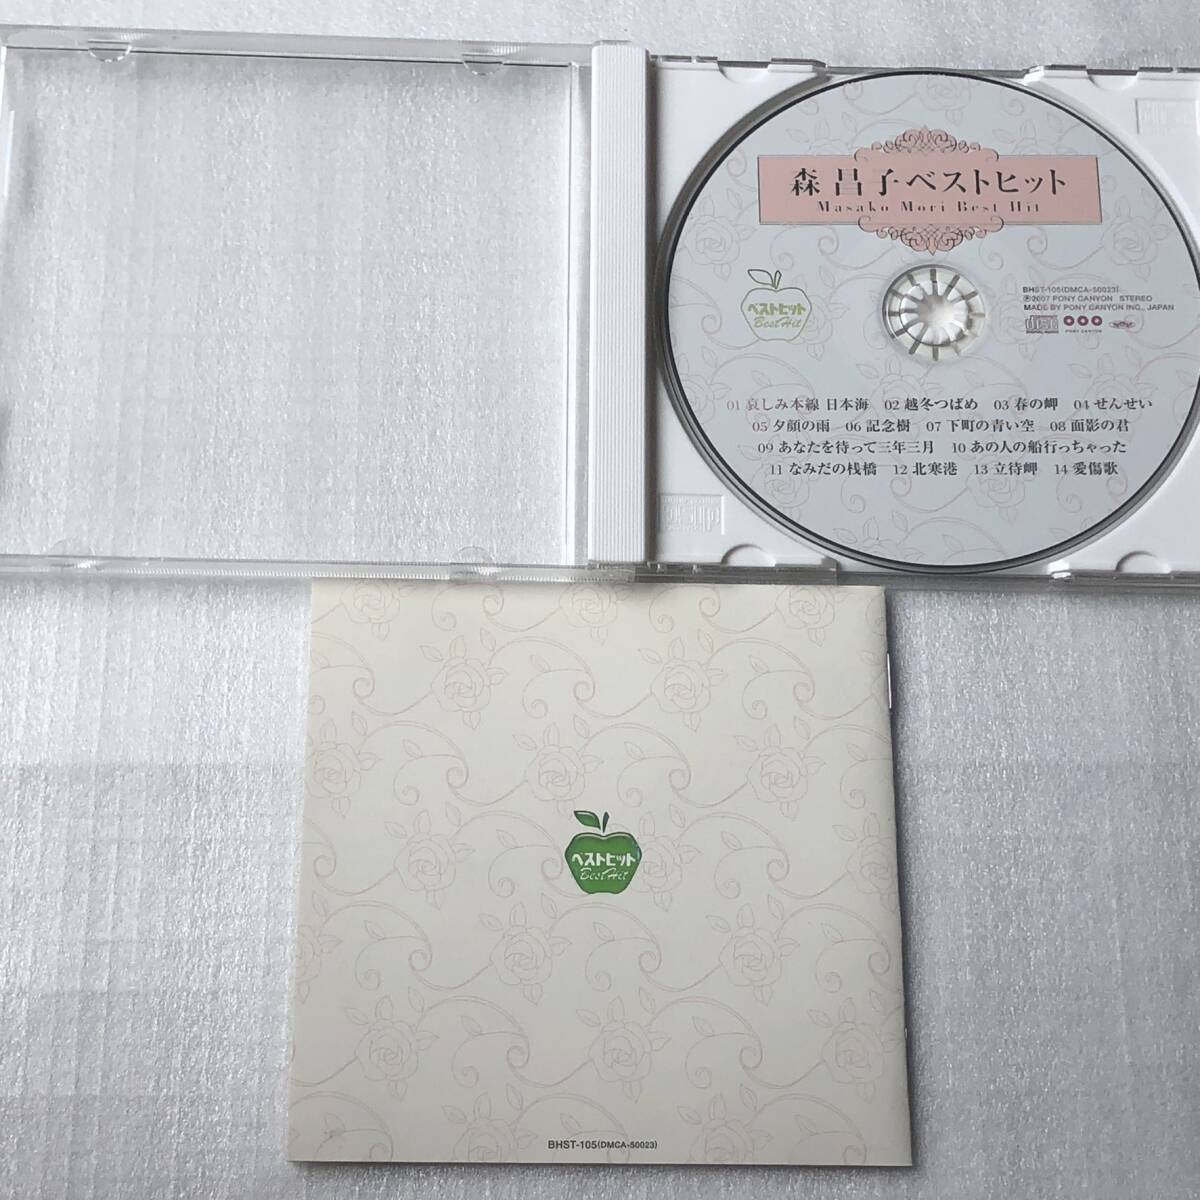 森 昌子 ベストヒット
Masako Mori Best Hit
ベストヒット
Best Hit
BHST-105(DMCA-50023)
Ⓟ2007 PONY CANYON STEREO
MADE BY PONY CANYON INC., JAPAN
PONY CANYON
01 哀しみ本線 日本海 02 越冬つばめ 03 春の岬 04 せんせい
05 夕顔の雨 06 記念樹 07 下町の青い空 08 面影の君
09 あなたを待って三年三月 10 あの人の船行っちゃった
11 なみだの桟橋 12 北寒港 13 立待岬 14 愛傷歌
ベストヒット
Best Hit
BHST-105(DMCA-50023)